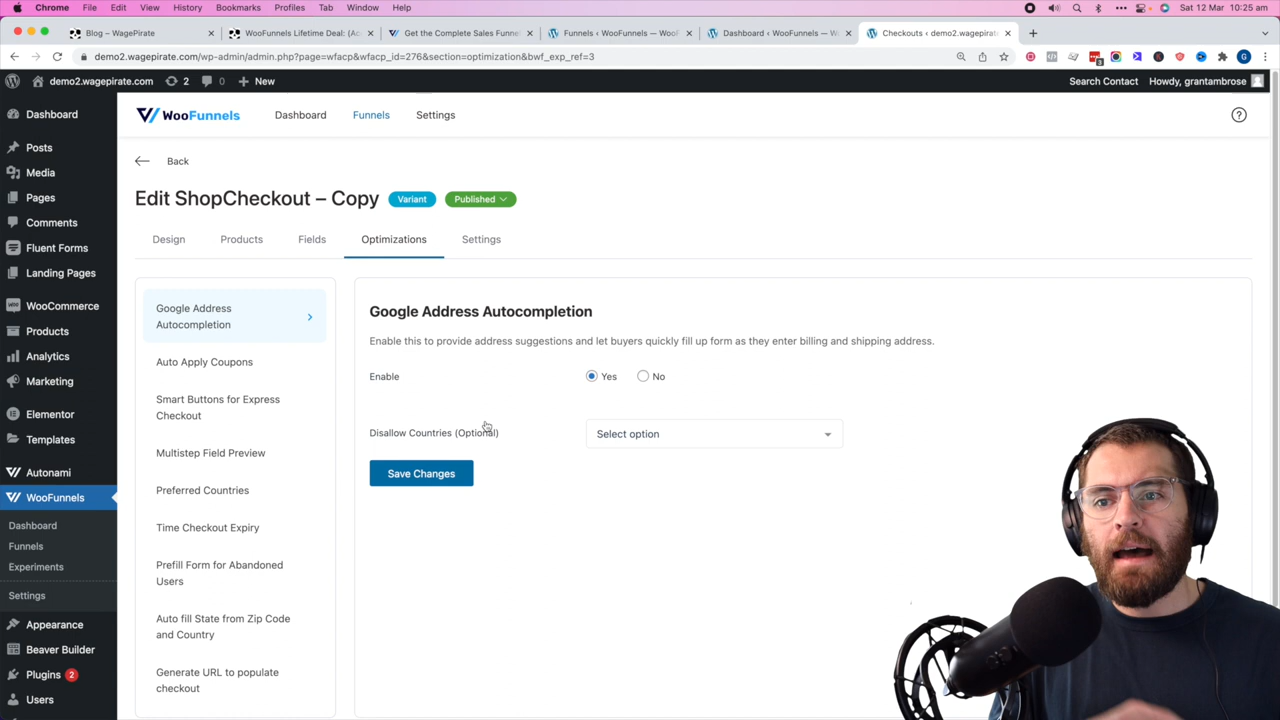 Chrome File Edit View History Bookmarks Profiles Tab Window Help
Sat 12 Mar 10:25 am
Blog – WagePirate
WooFunnels Lifetime Deal: (Ac
Get the Complete Sales Funnel
Funnels ‹ WooFunnels — WooF
Dashboard ‹ WooFunnels — W
Checkouts ‹ demo2.wagepirate
demo2.wagepirate.com/wp-admin/admin.php?page=wfacp&wfacp_id=276&section=optimization&bwf_exp_ref=3
3
G
demo2.wagepirate.com 2 0 New
Search Contact Howdy, grantambrose
Dashboard
Posts
Media
Pages
Comments
Fluent Forms
Landing Pages
WooCommerce
Products
Analytics
Marketing
Elementor
Templates
Autonami
WooFunnels
Dashboard
Funnels
Experiments
Settings
Appearance
Beaver Builder
Plugins 2
Users
WooFunnels
Dashboard Funnels Settings
Back
Edit ShopCheckout – Copy Variant Published
Design Products Fields Optimizations Settings
Google Address
Autocompletion
Auto Apply Coupons
Smart Buttons for Express
Checkout
Multistep Field Preview
Preferred Countries
Time Checkout Expiry
Prefill Form for Abandoned
Users
Auto fill State from Zip Code
and Country
Generate URL to populate
checkout
Google Address Autocompletion
Enable this to provide address suggestions and let buyers quickly fill up form as they enter billing and shipping address.
Enable Yes No
Disallow Countries (Optional) Select option
Save Changes